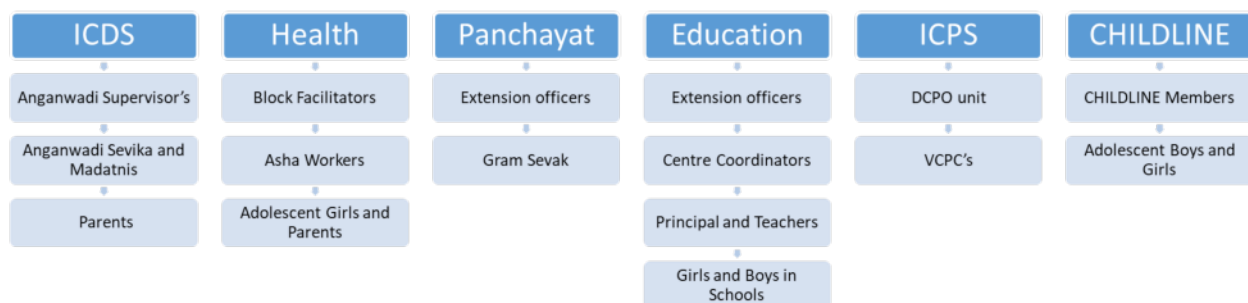 ICDS
Anganwadi Supervisor's
Anganwadi Sevika and
Madatnis
Parents
Health
Block Facilitators
Asha Workers
Adolescent Girls and
Parents
Panchayat
Extension officers
Gram Sevak
Education
Extension officers
Centre Coordinators
Principal and Teachers
Girls and Boys in
Schools
ICPS
DCPO unit
VCPC's
CHILDLINE
CHILDLINE Members
Adolescent Boys and
Girls